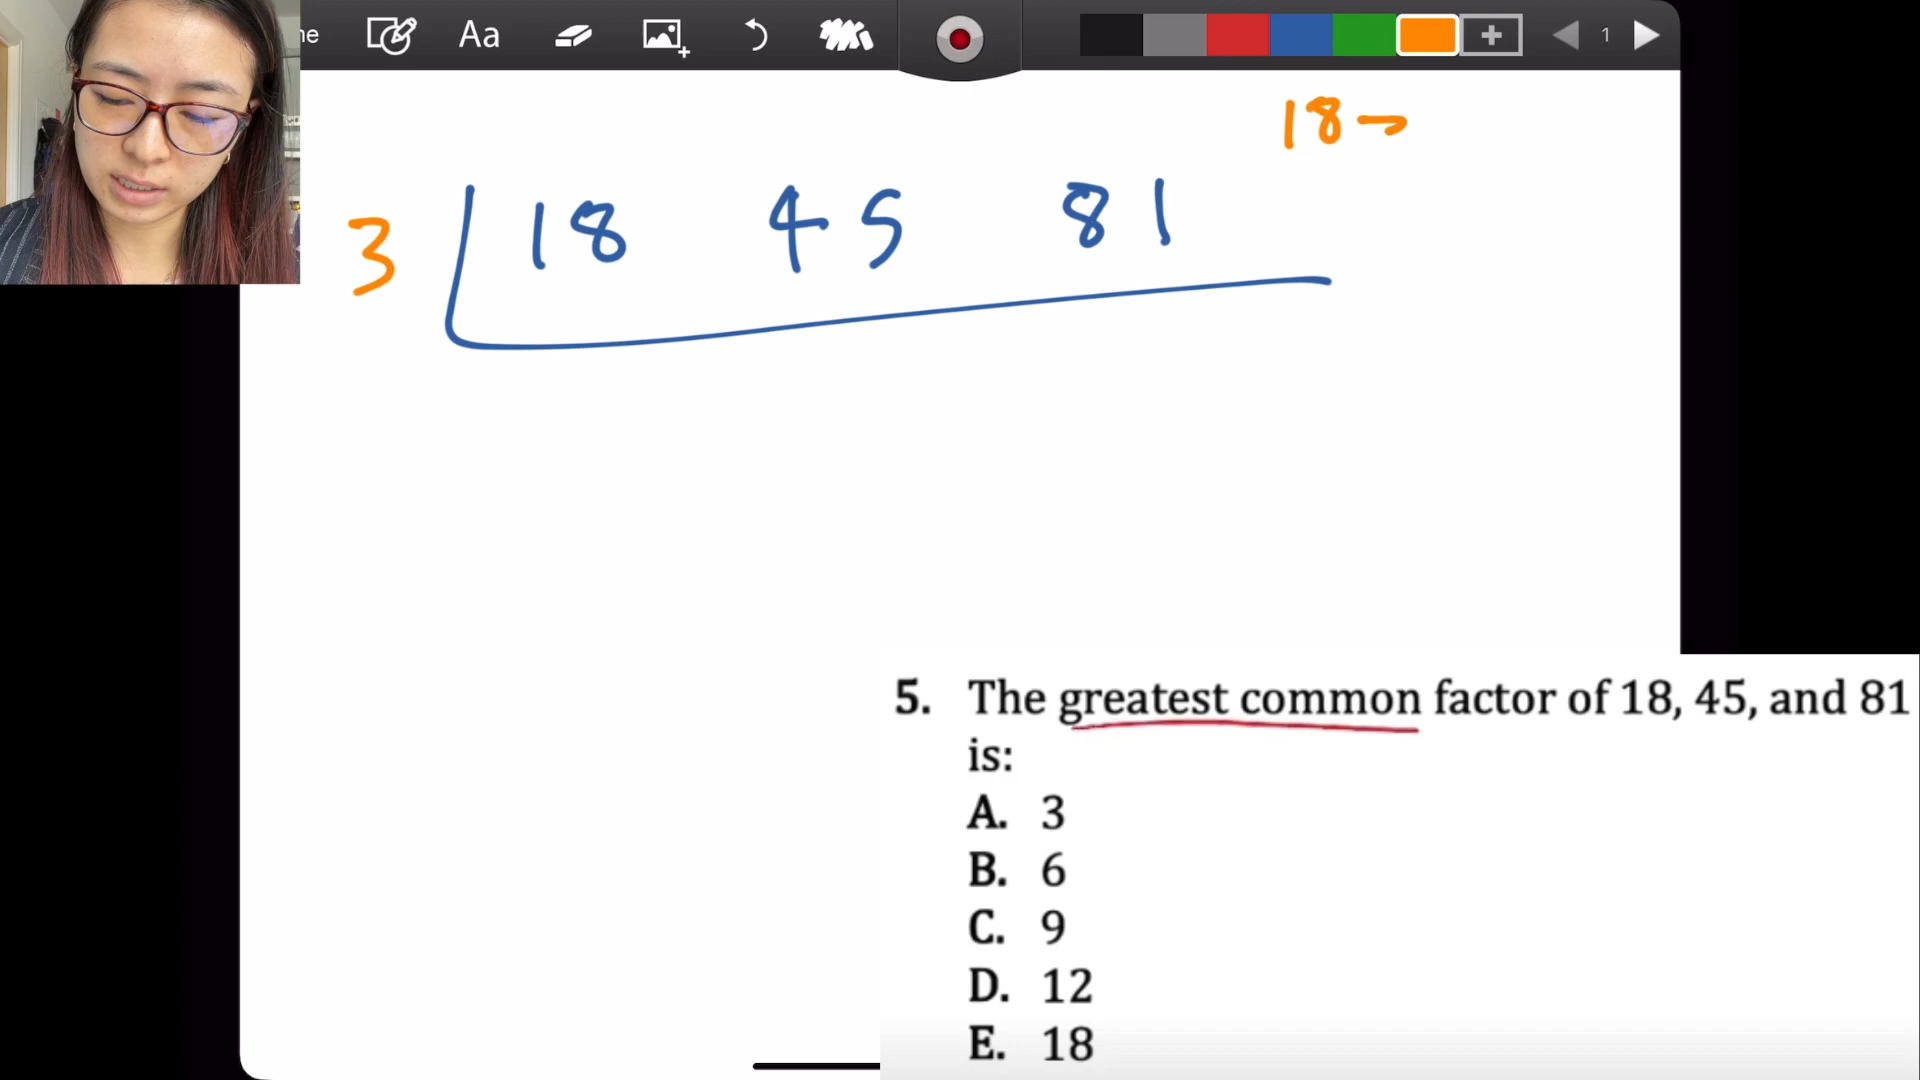 ne Aa 1
18→
3 18 45 81
5. The greatest common factor of 18, 45, and 81
is:
A. 3
B. 6
C. 9
D. 12
E. 18